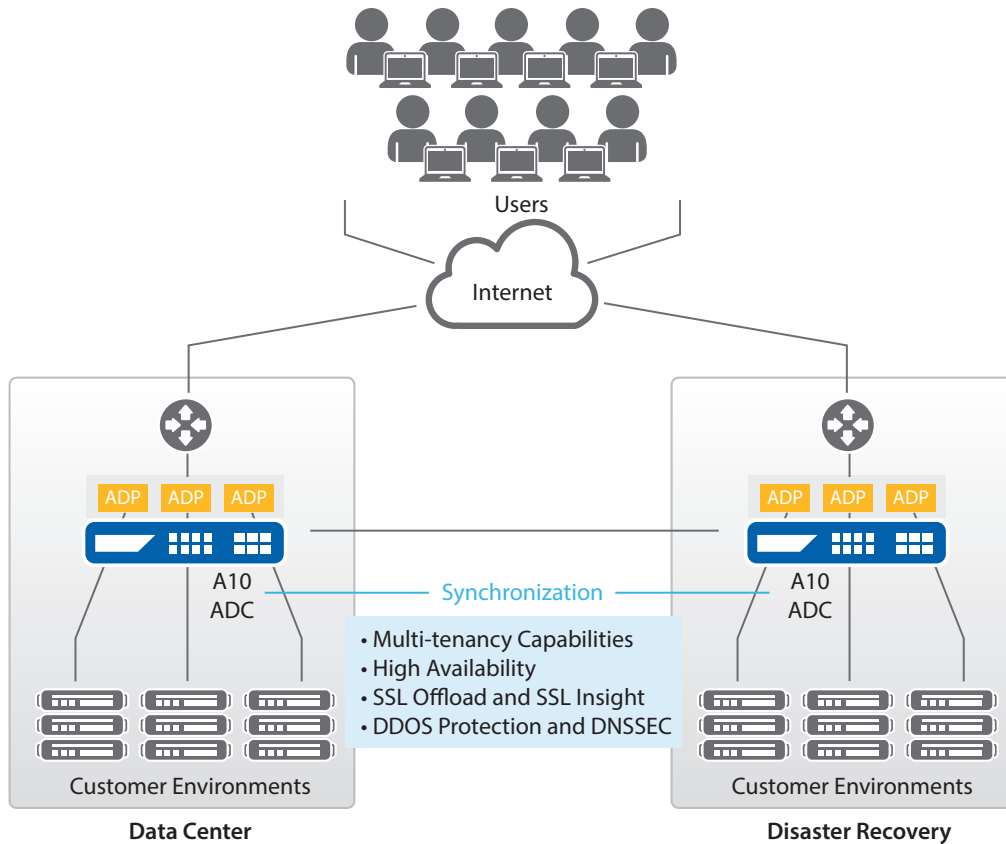 Users
Internet
ADP ADP ADP
A10
ADC
ADP ADP ADP
A10
ADC
Synchronization
• Multi-tenancy Capabilities
• High Availability
• SSL Offload and SSL Insight
• DDOS Protection and DNSSEC
Customer Environments
Customer Environments
Data Center
Disaster Recovery